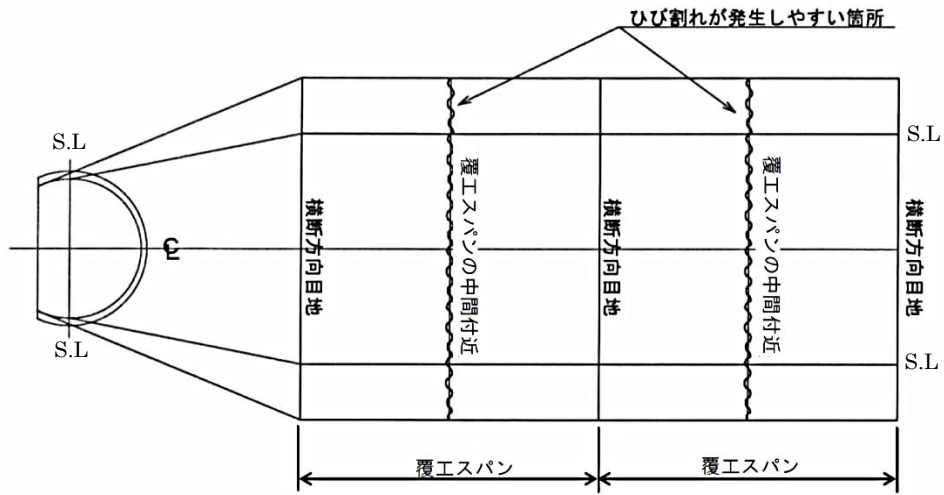 ひび割れが発生しやすい箇所
S.L
S.L
横断方向目地
覆工スパンの中間付近
横断方向目地
覆工スパンの中間付近
横断方向目地
℄
S.L
S.L
覆工スパン
覆工スパン